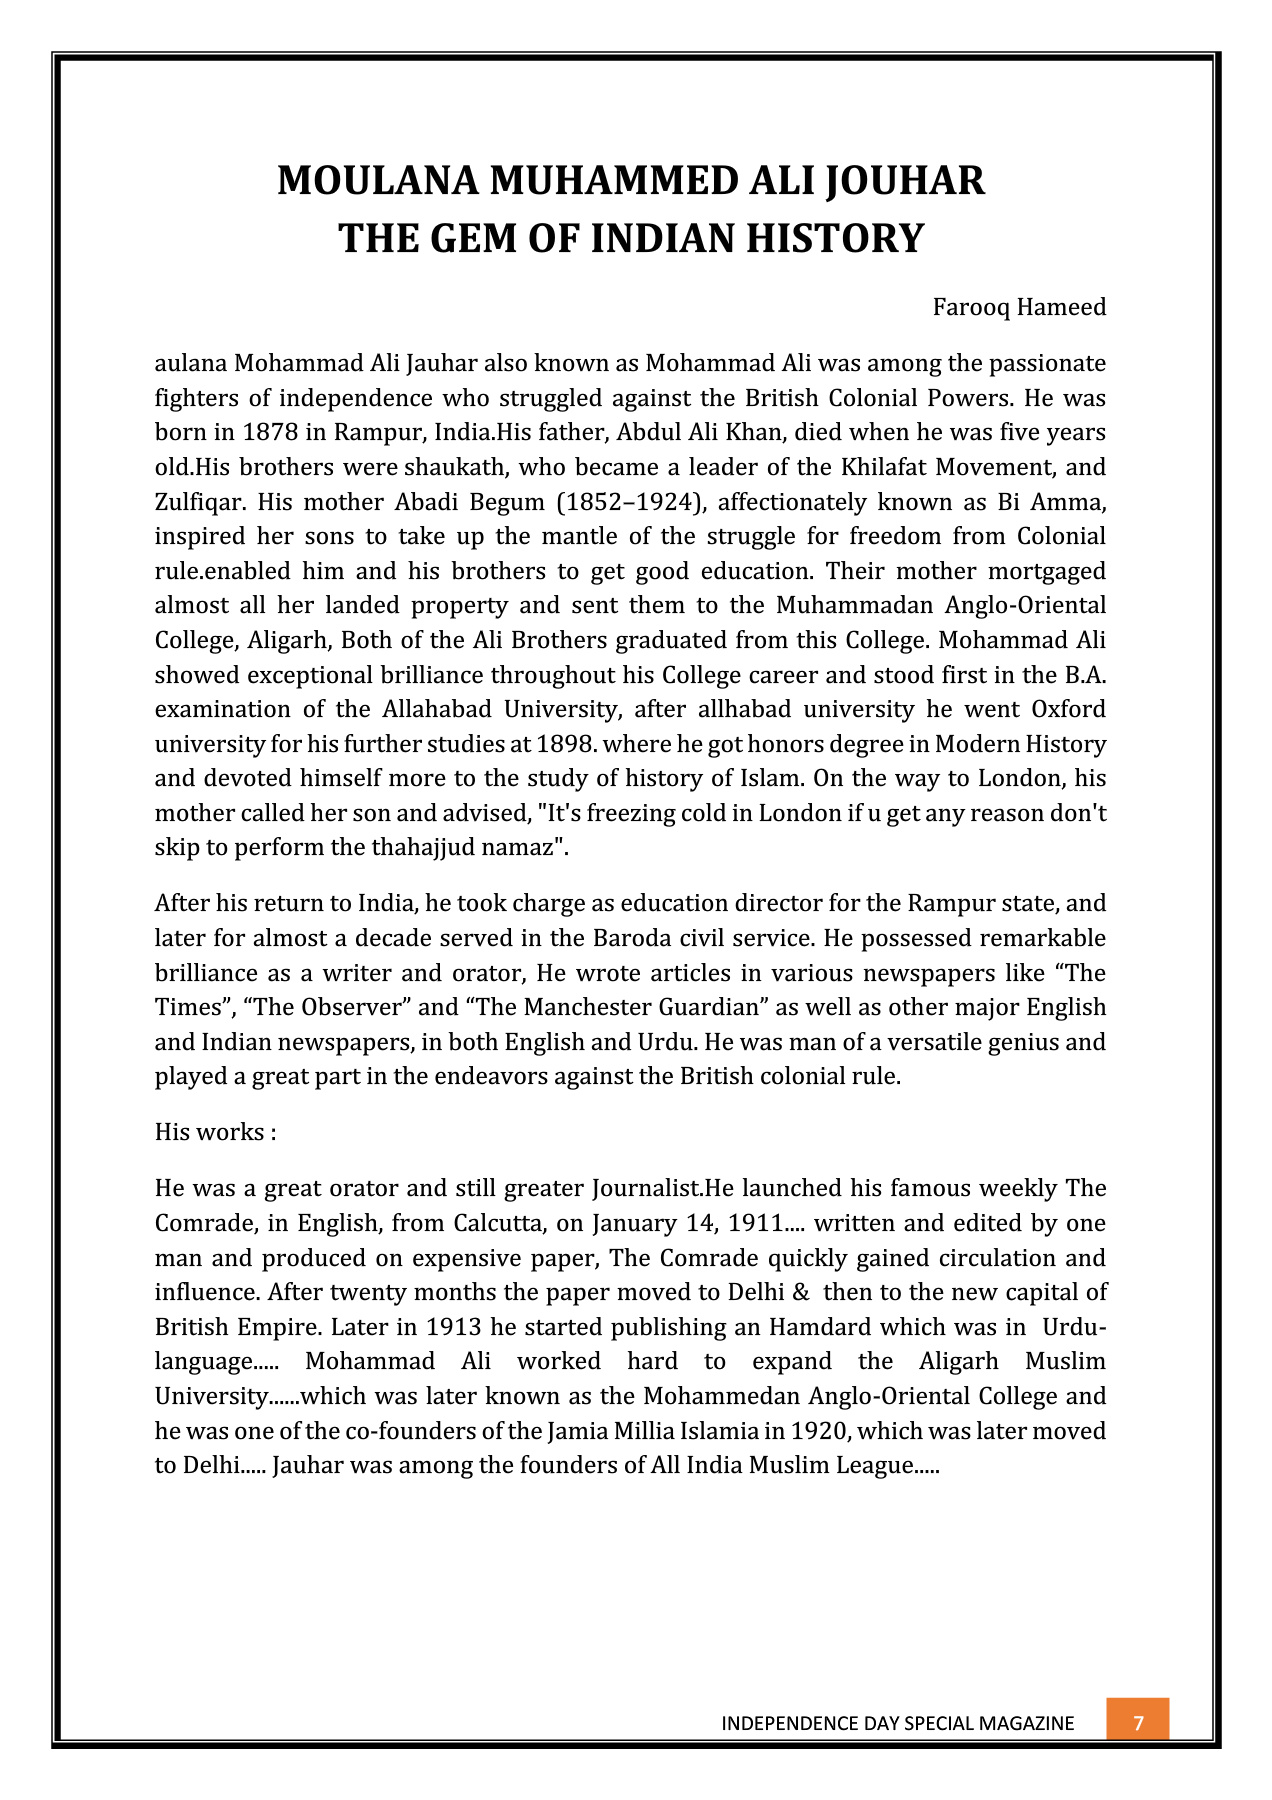 MOULANA MUHAMMED ALI JOUHAR
THE GEM OF INDIAN HISTORY
Farooq Hameed
aulana Mohammad Ali Jauhar also known as Mohammad Ali was among the passionate
fighters of independence who struggled against the British Colonial Powers. He was
born in 1878 in Rampur, India.His father, Abdul Ali Khan, died when he was five years
old.His brothers were shaukath, who became a leader of the Khilafat Movement, and
Zulfiqar. His mother Abadi Begum (1852–1924), affectionately known as Bi Amma,
inspired her sons to take up the mantle of the struggle for freedom from Colonial
rule.enabled him and his brothers to get good education. Their mother mortgaged
almost all her landed property and sent them to the Muhammadan Anglo-Oriental
College, Aligarh, Both of the Ali Brothers graduated from this College. Mohammad Ali
showed exceptional brilliance throughout his College career and stood first in the B.A.
examination of the Allahabad University, after allhabad university he went Oxford
university for his further studies at 1898. where he got honors degree in Modern History
and devoted himself more to the study of history of Islam. On the way to London, his
mother called her son and advised, "It's freezing cold in London if u get any reason don't
skip to perform the thahajjud namaz".
After his return to India, he took charge as education director for the Rampur state, and
later for almost a decade served in the Baroda civil service. He possessed remarkable
brilliance as a writer and orator, He wrote articles in various newspapers like “The
Times”, “The Observer” and “The Manchester Guardian” as well as other major English
and Indian newspapers, in both English and Urdu. He was man of a versatile genius and
played a great part in the endeavors against the British colonial rule.
His works :
He was a great orator and still greater Journalist.He launched his famous weekly The
Comrade, in English, from Calcutta, on January 14, 1911.... written and edited by one
man and produced on expensive paper, The Comrade quickly gained circulation and
influence. After twenty months the paper moved to Delhi & then to the new capital of
British Empire. Later in 1913 he started publishing an Hamdard which was in Urdu-
language..... Mohammad Ali worked hard to expand the Aligarh Muslim
University......which was later known as the Mohammedan Anglo-Oriental College and
he was one of the co-founders of the Jamia Millia Islamia in 1920, which was later moved
to Delhi..... Jauhar was among the founders of All India Muslim League.....
INDEPENDENCE DAY SPECIAL MAGAZINE 7